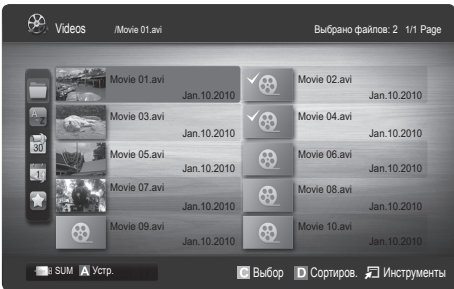 Videos /Movie 01.avi Выбрано файлов: 2 1/1 Page
Movie 01.avi Movie 02.avi
Jan.10.2010 Jan.10.2010
Movie 03.avi Movie 04.avi
Jan.10.2010 Jan.10.2010
Movie 05.avi Movie 06.avi
Jan.10.2010 Jan.10.2010
Movie 07.avi Movie 08.avi
Jan.10.2010 Jan.10.2010
Movie 09.avi Movie 10.avi
Jan.10.2010 Jan.10.2010
SUM A Устр. C Выбор D Сортиров. Инструменты